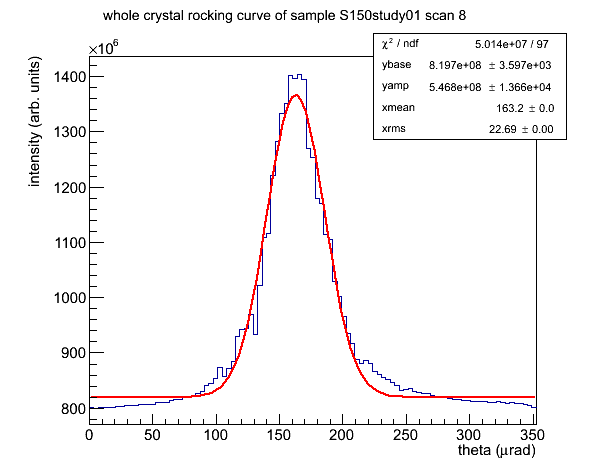 whole crystal rocking curve of sample S150study01 scan 8
×10⁶
χ² / ndf 5.014e+07 / 97
ybase 8.197e+08 ± 3.597e+03
yamp 5.468e+08 ± 1.366e+04
xmean 163.2 ± 0.0
xrms 22.69 ± 0.00
intensity (arb. units)
1400
1300
1200
1100
1000
900
800
0 50 100 150 200 250 300 350
theta (μrad)